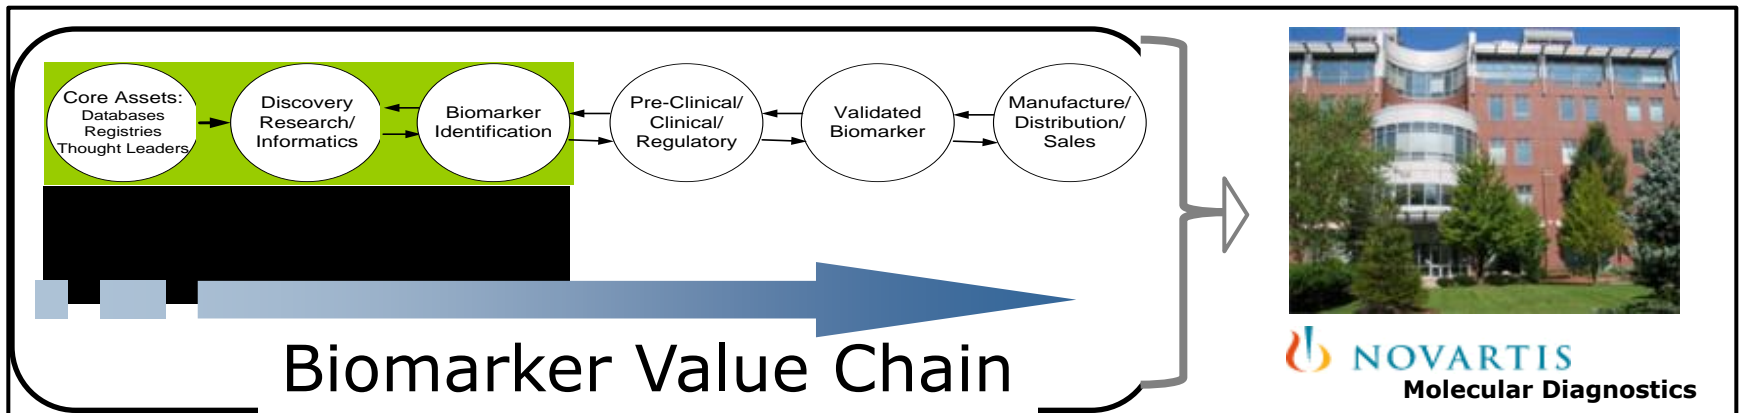 Core Assets:
Databases
Registries
Thought Leaders
Discovery
Research/
Informatics
Biomarker
Identification
Pre-Clinical/
Clinical/
Regulatory
Validated
Biomarker
Manufacture/
Distribution/
Sales
Biomarker Value Chain
NOVARTIS
Molecular Diagnostics